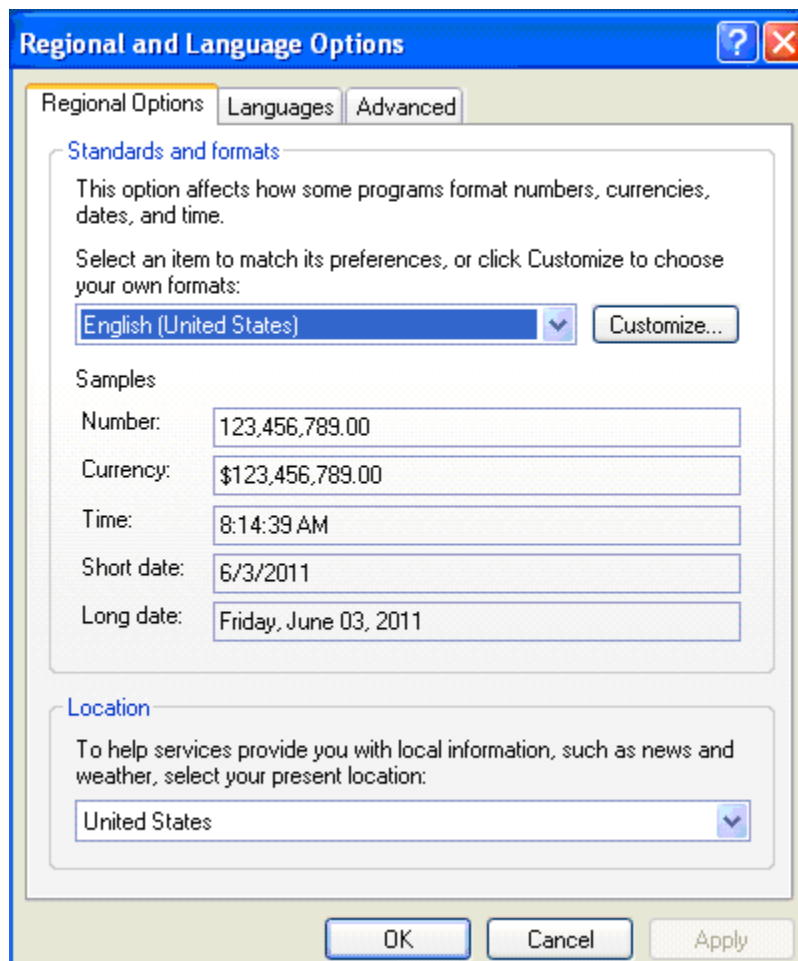 Regional and Language Options
Regional Options Languages Advanced
Standards and formats
This option affects how some programs format numbers, currencies,
dates, and time.
Select an item to match its preferences, or click Customize to choose
your own formats:
English (United States) Customize...
Samples
Number: 123,456,789.00
Currency: $123,456,789.00
Time: 8:14:39 AM
Short date: 6/3/2011
Long date: Friday, June 03, 2011
Location
To help services provide you with local information, such as news and
weather, select your present location:
United States
OK Cancel Apply